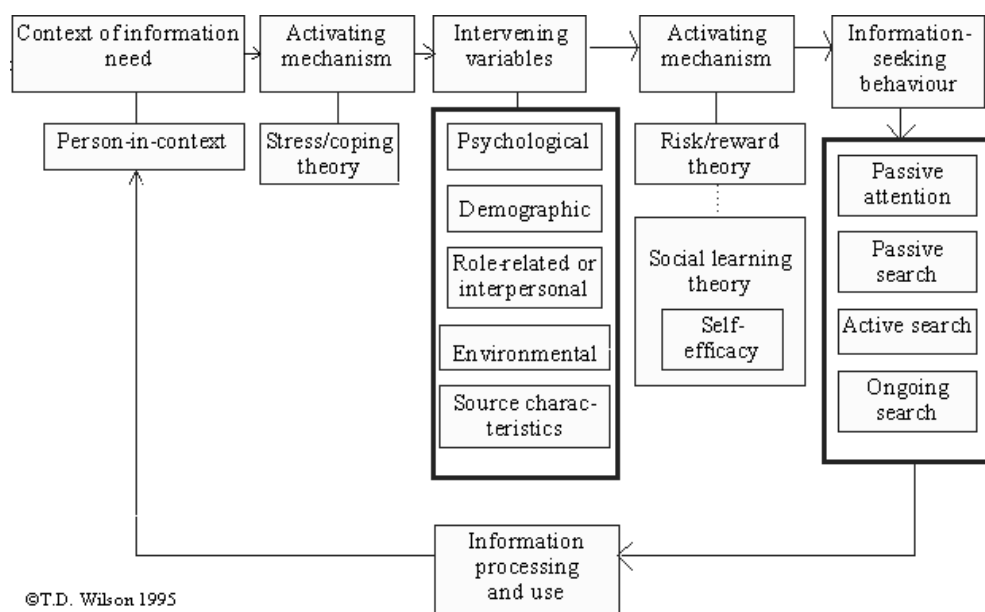 Context of information
need
Activating
mechanism
Intervening
variables
Activating
mechanism
Information-
seeking
behaviour
Person-in-context
Stress/coping
theory
Psychological
Demographic
Role-related or
interpersonal
Environmental
Source charac-
teristics
Risk/reward
theory
Social learning
theory
Self-
efficacy
Passive
attention
Passive
search
Active search
Ongoing
search
Information
processing
and use
©T.D. Wilson 1995